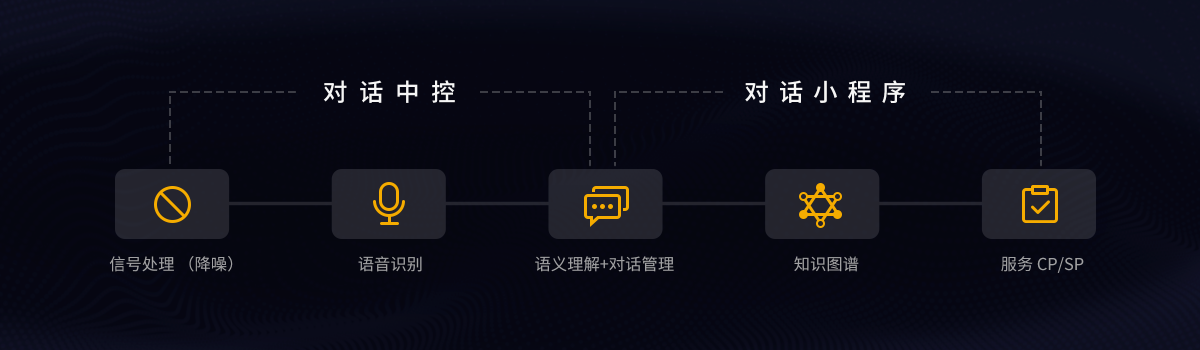 对话中控
对话小程序
信号处理 （降噪）
语音识别
语义理解+对话管理
知识图谱
服务 CP/SP